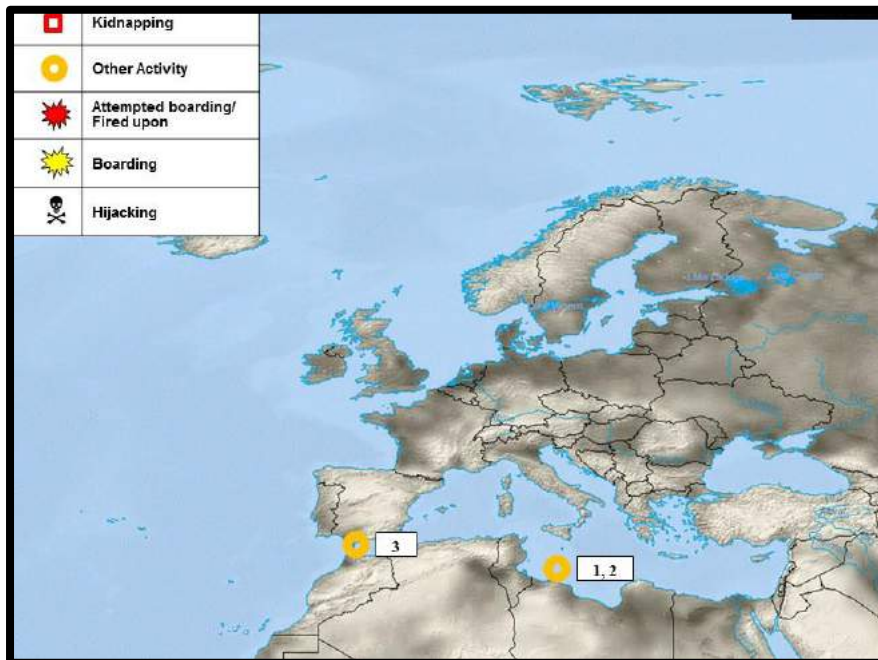 Kidnapping
Other Activity
Attempted boarding/
Fired upon
Boarding
Hijacking
3
1, 2